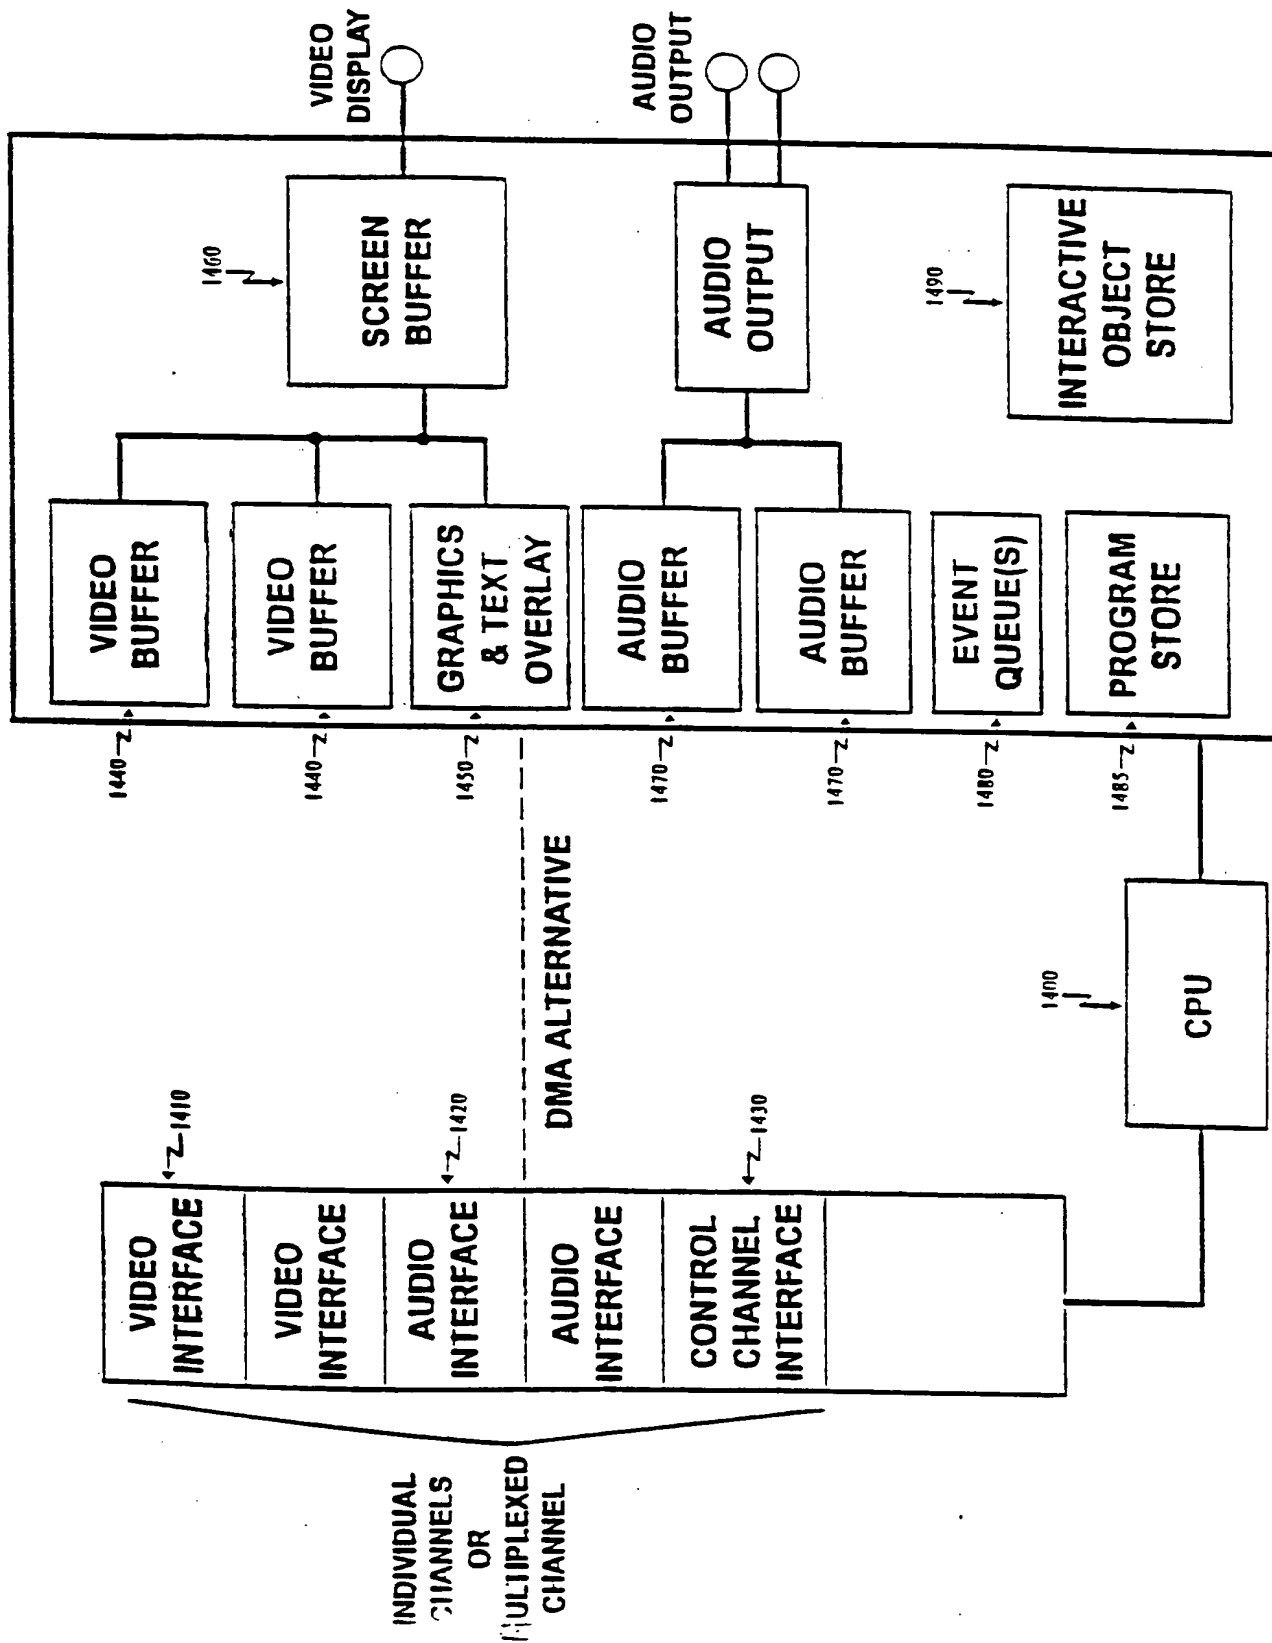 VIDEO
DISPLAY
AUDIO
OUTPUT
1460
SCREEN
BUFFER
AUDIO
OUTPUT
1490
INTERACTIVE
OBJECT
STORE
VIDEO
BUFFER
VIDEO
BUFFER
GRAPHICS
& TEXT
OVERLAY
AUDIO
BUFFER
AUDIO
BUFFER
EVENT
QUEUE(S)
PROGRAM
STORE
1440
1440
1450
1470
1470
1480
1485
DMA ALTERNATIVE
1400
CPU
1410
1420
1430
VIDEO
INTERFACE
VIDEO
INTERFACE
AUDIO
INTERFACE
AUDIO
INTERFACE
CONTROL
CHANNEL
INTERFACE
INDIVIDUAL
CHANNELS
OR
MULTIPLEXED
CHANNEL